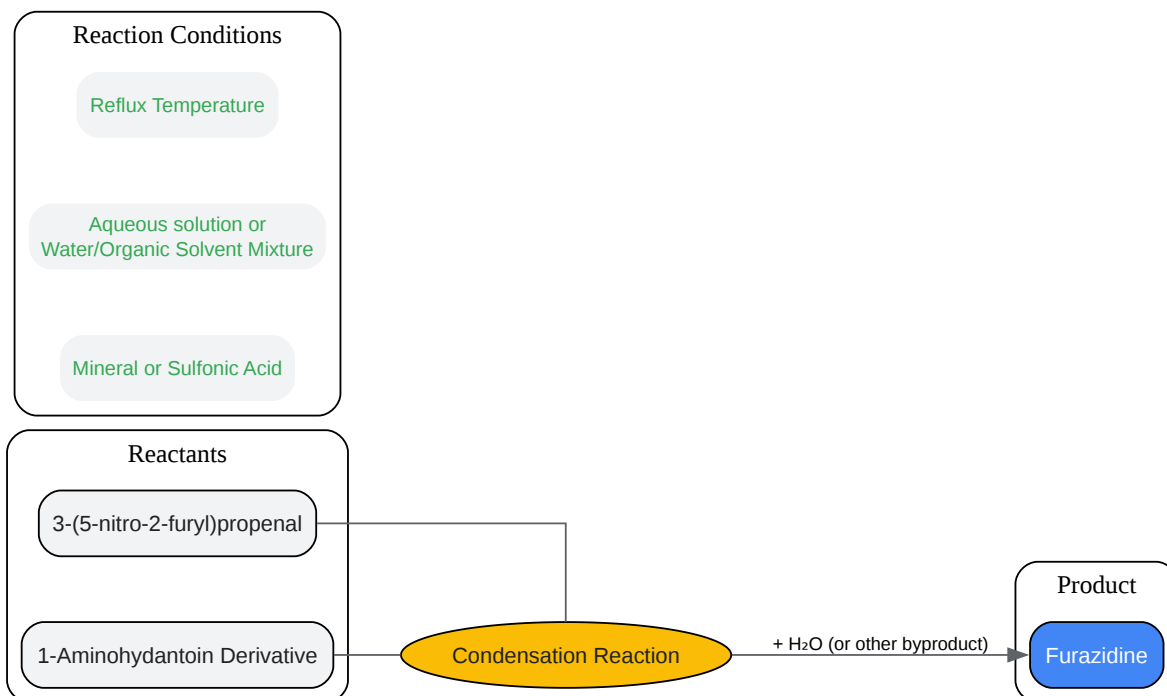 Reaction Conditions
Reflux Temperature
Aqueous solution or
Water/Organic Solvent Mixture
Mineral or Sulfonic Acid
Reactants
3-(5-nitro-2-furyl)propenal
1-Aminohydantoin Derivative
Condensation Reaction
+ H₂O (or other byproduct)
Product
Furazidine